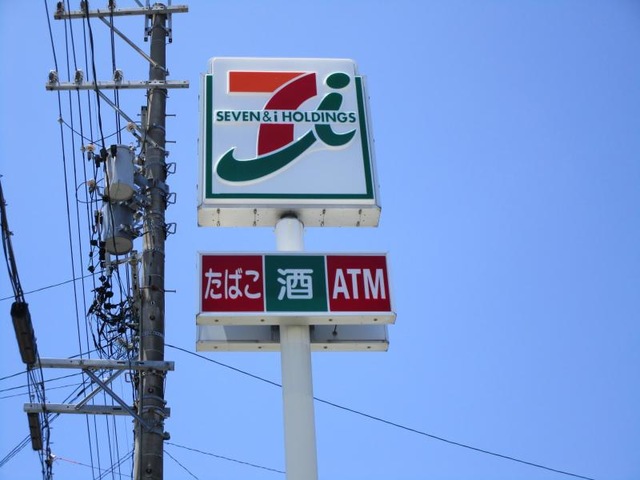 7i
SEVEN & i HOLDINGS
たばこ 酒 ATM